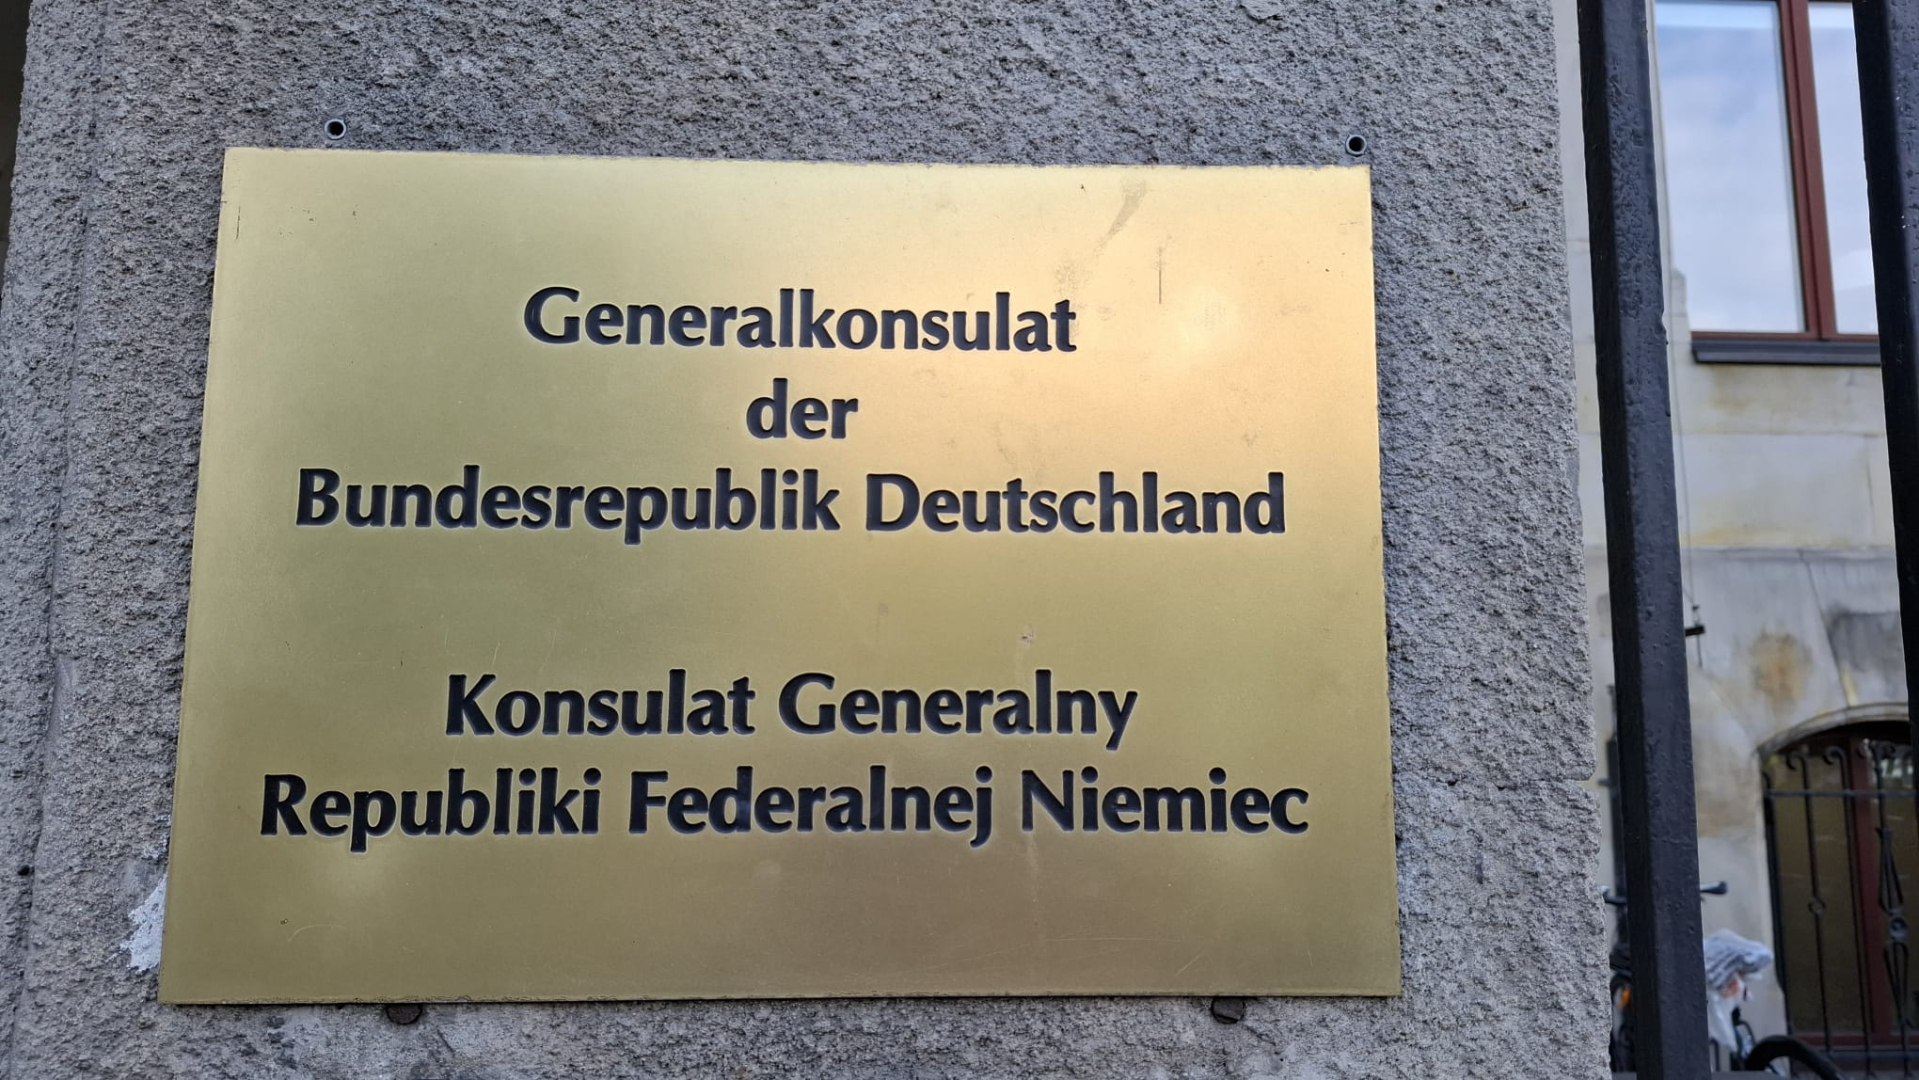 Generalkonsulat
der
Bundesrepublik Deutschland
Konsulat Generalny
Republiki Federalnej Niemiec